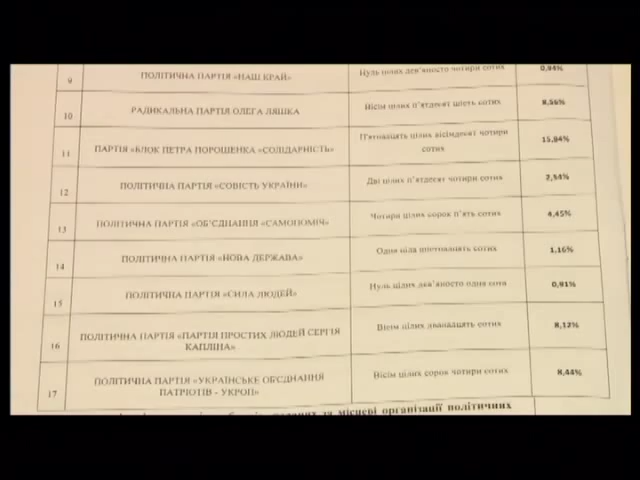 9 ПОЛІТИЧНА ПАРТІЯ «НАШ КРАЙ» Нуль цілих дев'яносто чотири сотих 0,94%
10 РАДИКАЛЬНА ПАРТІЯ ОЛЕГА ЛЯШКА Вісім цілих п'ятдесят шість сотих 8,56%
11 ПАРТІЯ «БЛОК ПЕТРА ПОРОШЕНКА «СОЛІДАРНІСТЬ» П'ятнадцять цілих вісімдесят чотири
сотих 15,84%
12 ПОЛІТИЧНА ПАРТІЯ «СОВІСТЬ УКРАЇНИ» Дві цілих п'ятдесят чотири сотих 2,54%
13 ПОЛІТИЧНА ПАРТІЯ «ОБ'ЄДНАННЯ «САМОПОМІЧ» Чотири цілих сорок п'ять сотих 4,45%
14 ПОЛІТИЧНА ПАРТІЯ «НОВА ДЕРЖАВА» Одна ціла шістнадцять сотих 1,16%
15 ПОЛІТИЧНА ПАРТІЯ «СИЛА ЛЮДЕЙ» Нуль цілих дев'яносто одна сота 0,91%
16 ПОЛІТИЧНА ПАРТІЯ «ПАРТІЯ ПРОСТИХ ЛЮДЕЙ СЕРГІЯ
КАПЛІНА» Вісім цілих дванадцять сотих 8,12%
17 ПОЛІТИЧНА ПАРТІЯ «УКРАЇНСЬКЕ ОБ'ЄДНАННЯ
ПАТРІОТІВ - УКРОП» Вісім цілих сорок чотири сотих 8,44%
за місцеві організації політичних